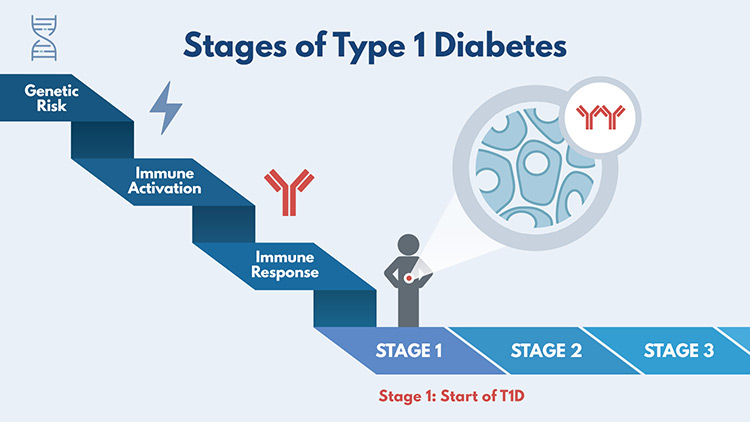 Stages of Type 1 Diabetes
Genetic
Risk
Immune
Activation
Immune
Response
STAGE 1
STAGE 2
STAGE 3
Stage 1: Start of T1D